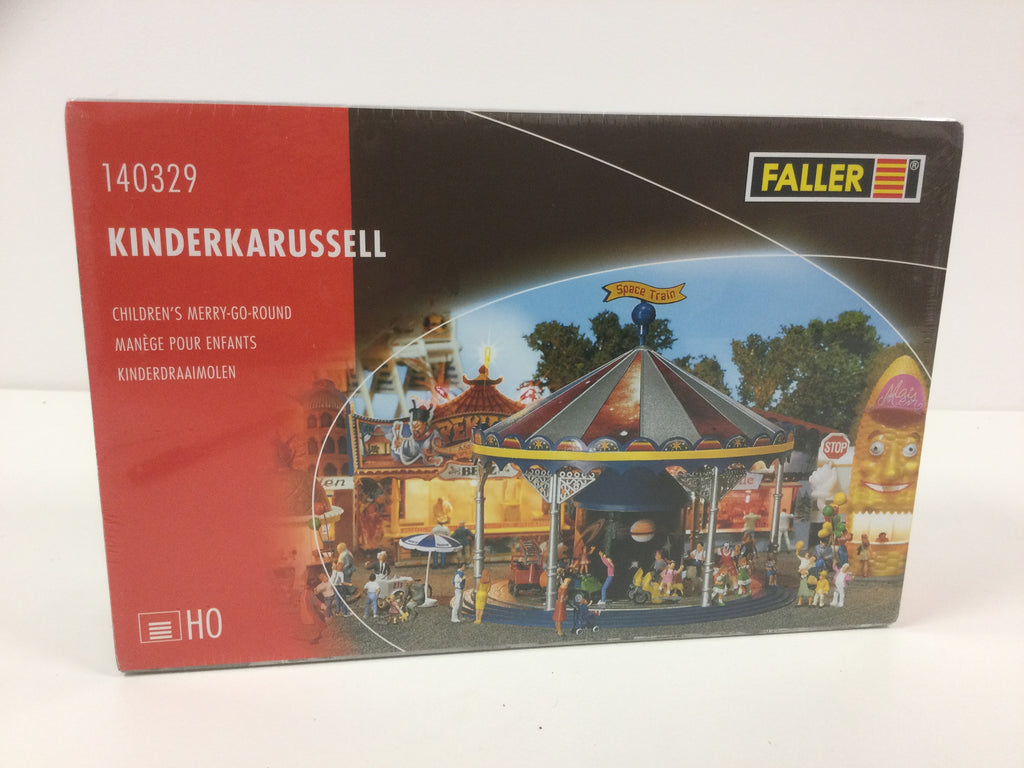 140329
KINDERKARUSSELL
CHILDREN'S MERRY-GO-ROUND
MANÈGE POUR ENFANTS
KINDERDRAAIMOLEN
HO
FALLER®
Space Train
STOP